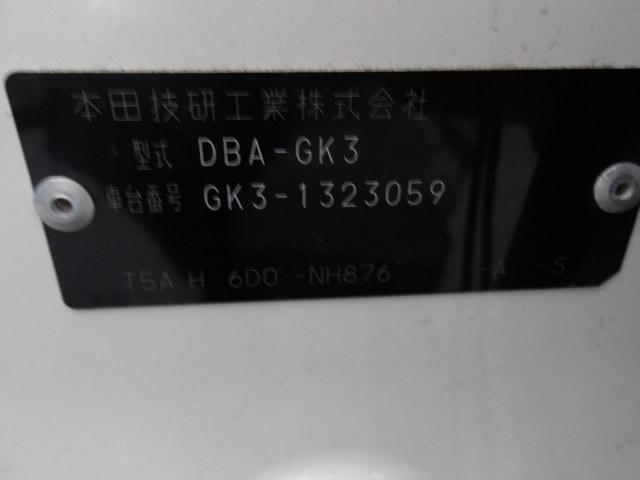 本田技研工業株式会社
型式 DBA-GK3
車台番号 GK3-1323059
T5A H 6D0 -NH876 -A -S